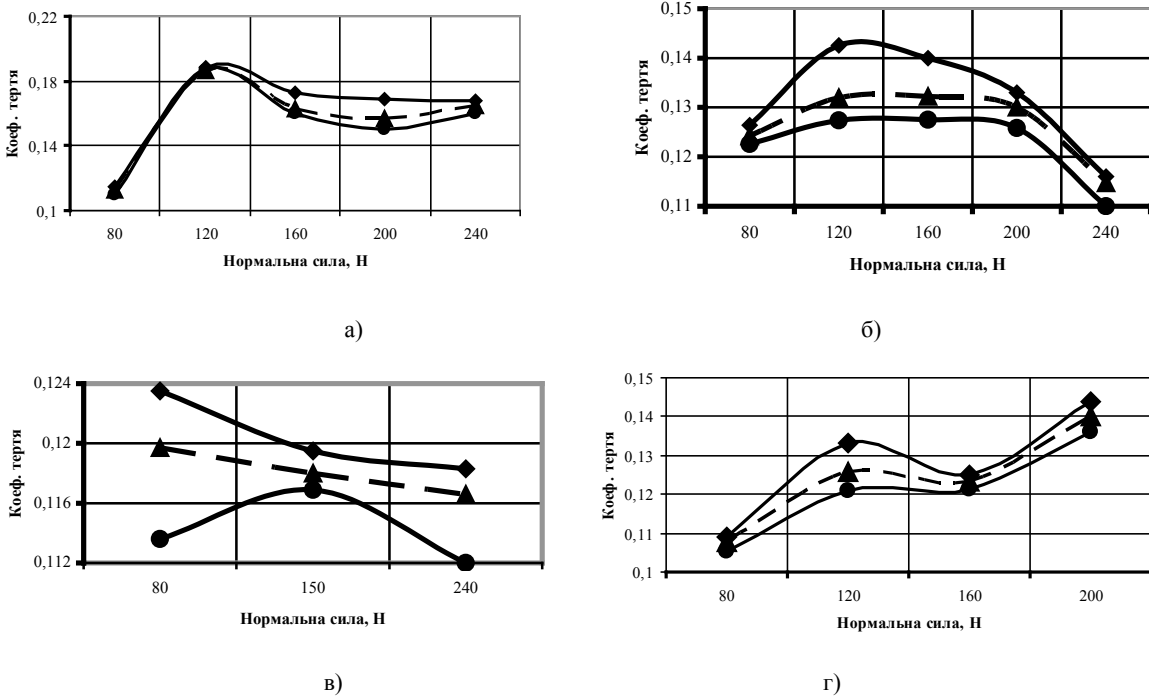 0,22
0,18
0,14
0,1
Коеф. тертя
80 120 160 200 240
Нормальна сила, Н
а)
0,15
0,14
0,13
0,12
0,11
Коеф. тертя
80 120 160 200 240
Нормальна сила, Н
б)
0,124
0,12
0,116
0,112
Коеф. тертя
80 150 240
Нормальна сила, Н
в)
0,15
0,14
0,13
0,12
0,11
0,1
Коеф. тертя
80 120 160 200
Нормальна сила, Н
г)